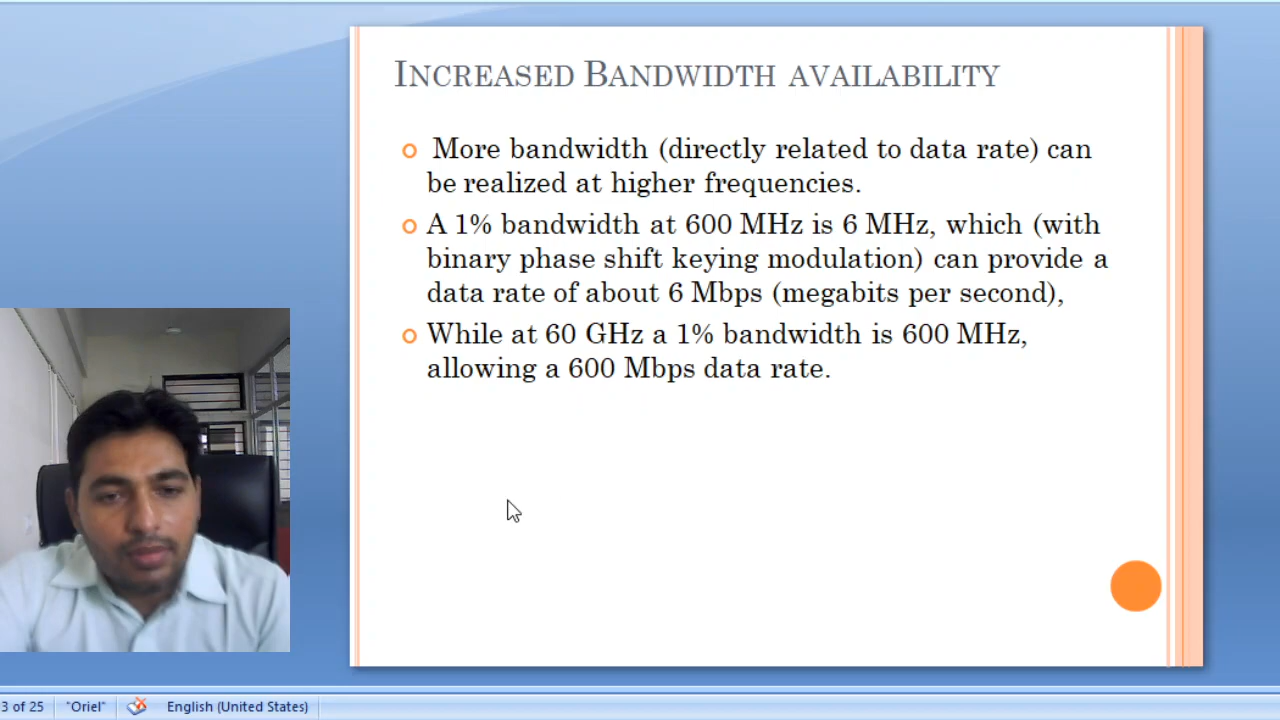 INCREASED BANDWIDTH AVAILABILITY
More bandwidth (directly related to data rate) can
be realized at higher frequencies.
A 1% bandwidth at 600 MHz is 6 MHz, which (with
binary phase shift keying modulation) can provide a
data rate of about 6 Mbps (megabits per second),
While at 60 GHz a 1% bandwidth is 600 MHz,
allowing a 600 Mbps data rate.
3 of 25 "Oriel" English (United States)